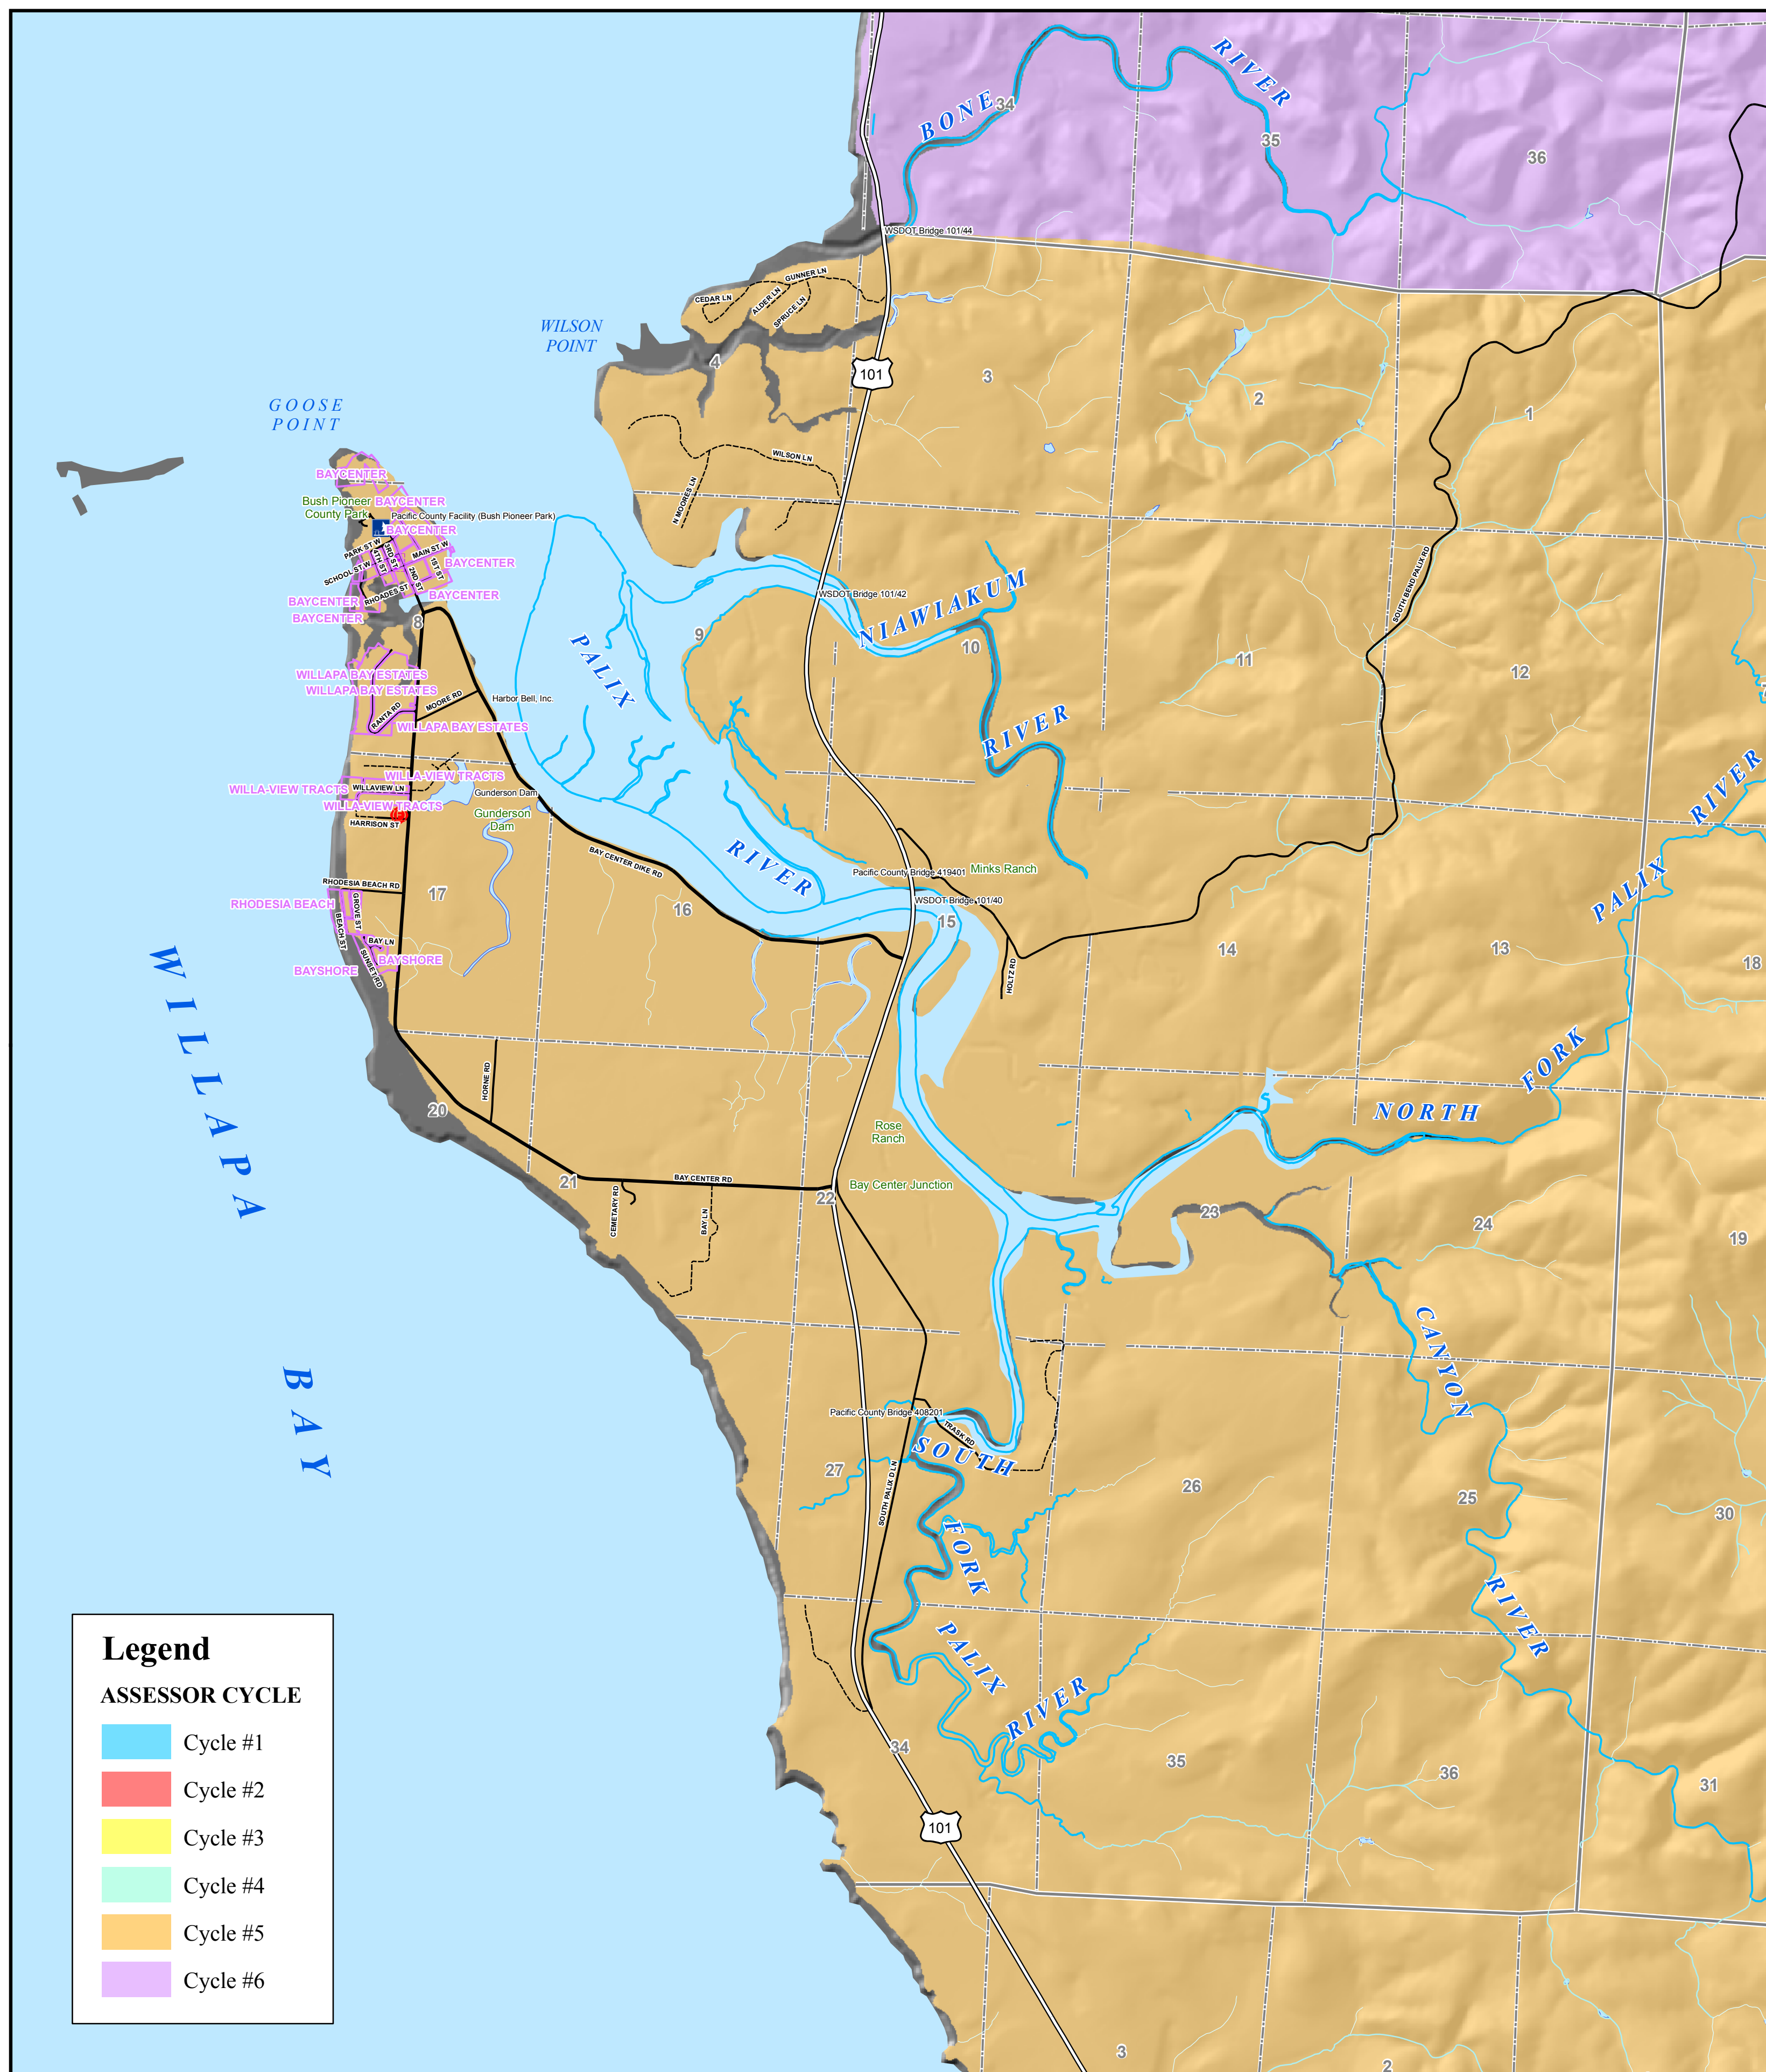 BONE
RIVER
34
35
36
WSDOT Bridge 101/44
GUNNER LN
CEDAR LN
ALDER LN
SPRUCE LN
WILSON
POINT
4
101
3
2
1
GOOSE
POINT
WILSON LN
N MOORES LN
BAYCENTER
Bush Pioneer
County Park
BAYCENTER
Pacific County Facility (Bush Pioneer Park)
BAYCENTER
PARK ST W
3RD ST
4TH ST
MAIN ST W
SCHOOL ST W
2ND ST
1ST ST
BAYCENTER
RHOADES ST
BAYCENTER
BAYCENTER
BAYCENTER
8
WSDOT Bridge 101/42
NIAWIAKUM
RIVER
9
10
11
12
SOUTH BEND PALIX RD
PALIX
RIVER
WILLAPA BAY ESTATES
WILLAPA BAY ESTATES
RANTA RD
MOORE RD
Harbor Bell, Inc.
WILLAPA BAY ESTATES
WILLA-VIEW TRACTS
WILLA-VIEW TRACTS
WILLAVIEW LN
WILLA-VIEW TRACTS
HARRISON ST
Gunderson Dam
Gunderson
Dam
BAY CENTER DIKE RD
Pacific County Bridge 419401
Minks Ranch
WSDOT Bridge 101/40
RHODESIA BEACH RD
RHODESIA BEACH
GROVE ST
BEACH ST
BAY LN
SUNSET RD
BAYSHORE
BAYSHORE
17
16
15
14
13
18
HOLTZ RD
PALIX
RIVER
NORTH
FORK
WILLAPA
BAY
HORNE RD
20
21
22
23
24
19
Rose
Ranch
Bay Center Junction
BAY CENTER RD
CEMETARY RD
BAY LN
CANYON
RIVER
Pacific County Bridge 408201
TRASK RD
SOUTH
FORK
PALIX
RIVER
SOUTH PALIX D LN
27
26
25
30
34
35
36
31
101
3
2
Legend
ASSESSOR CYCLE
Cycle #1
Cycle #2
Cycle #3
Cycle #4
Cycle #5
Cycle #6